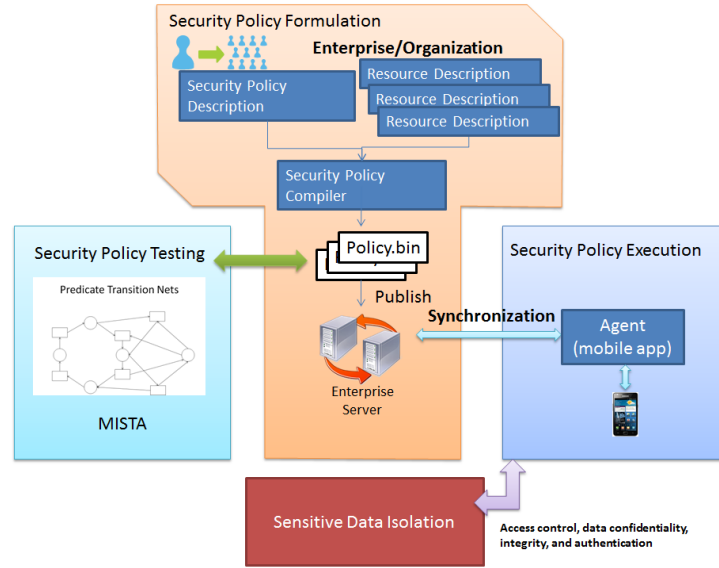 Security Policy Formulation
Enterprise/Organization
Security Policy
Description
Resource Description
Resource Description
Resource Description
Security Policy
Compiler
Policy.bin
Publish
Enterprise
Server
Security Policy Testing
Predicate Transition Nets
MISTA
Security Policy Execution
Synchronization
Agent
(mobile app)
Sensitive Data Isolation
Access control, data confidentiality,
integrity, and authentication